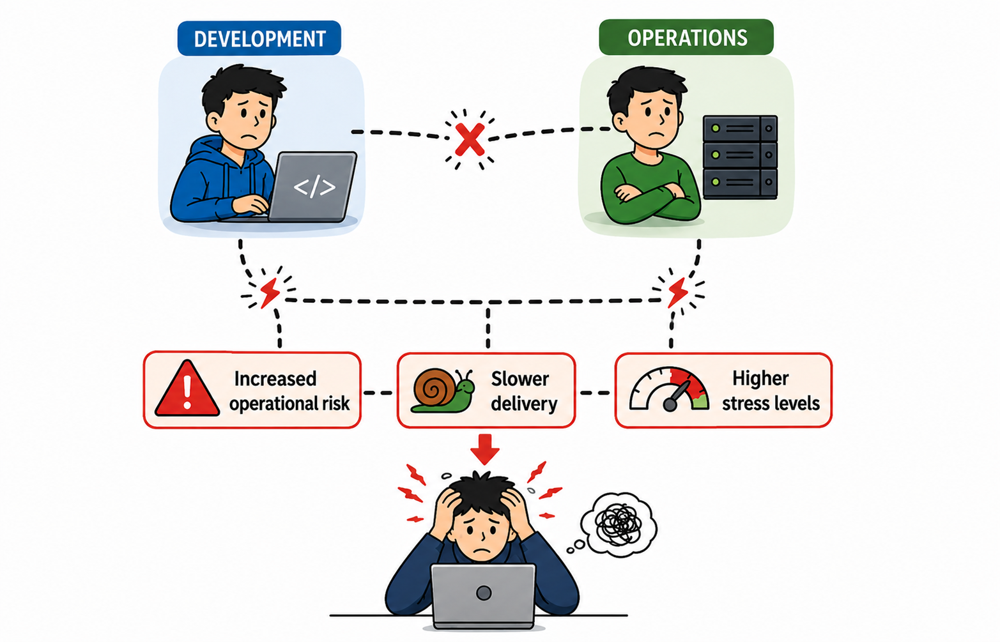 DEVELOPMENT
OPERATIONS
</>
Increased
operational risk
Slower
delivery
Higher
stress levels